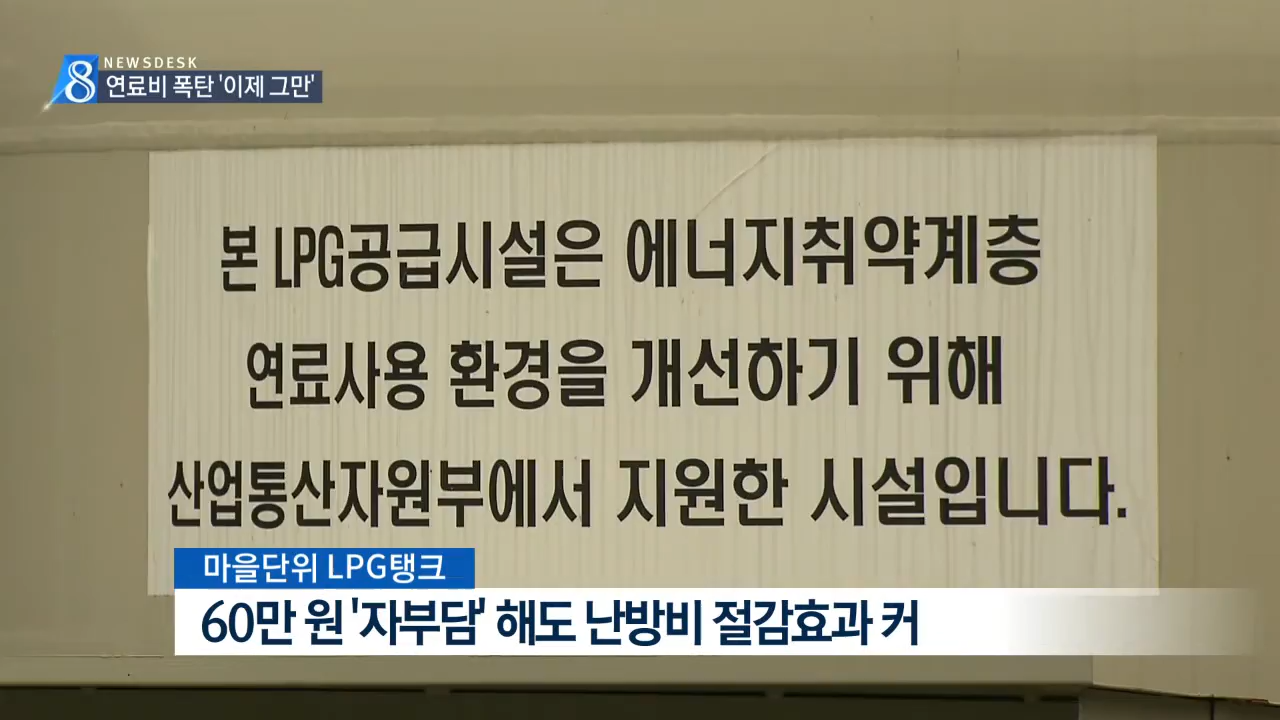 8 NEWSDESK
연료비 폭탄 '이제 그만'
본 LPG공급시설은 에너지취약계층
연료사용 환경을 개선하기 위해
산업통산자원부에서 지원한 시설입니다.
마을단위 LPG탱크
60만 원 '자부담' 해도 난방비 절감효과 커